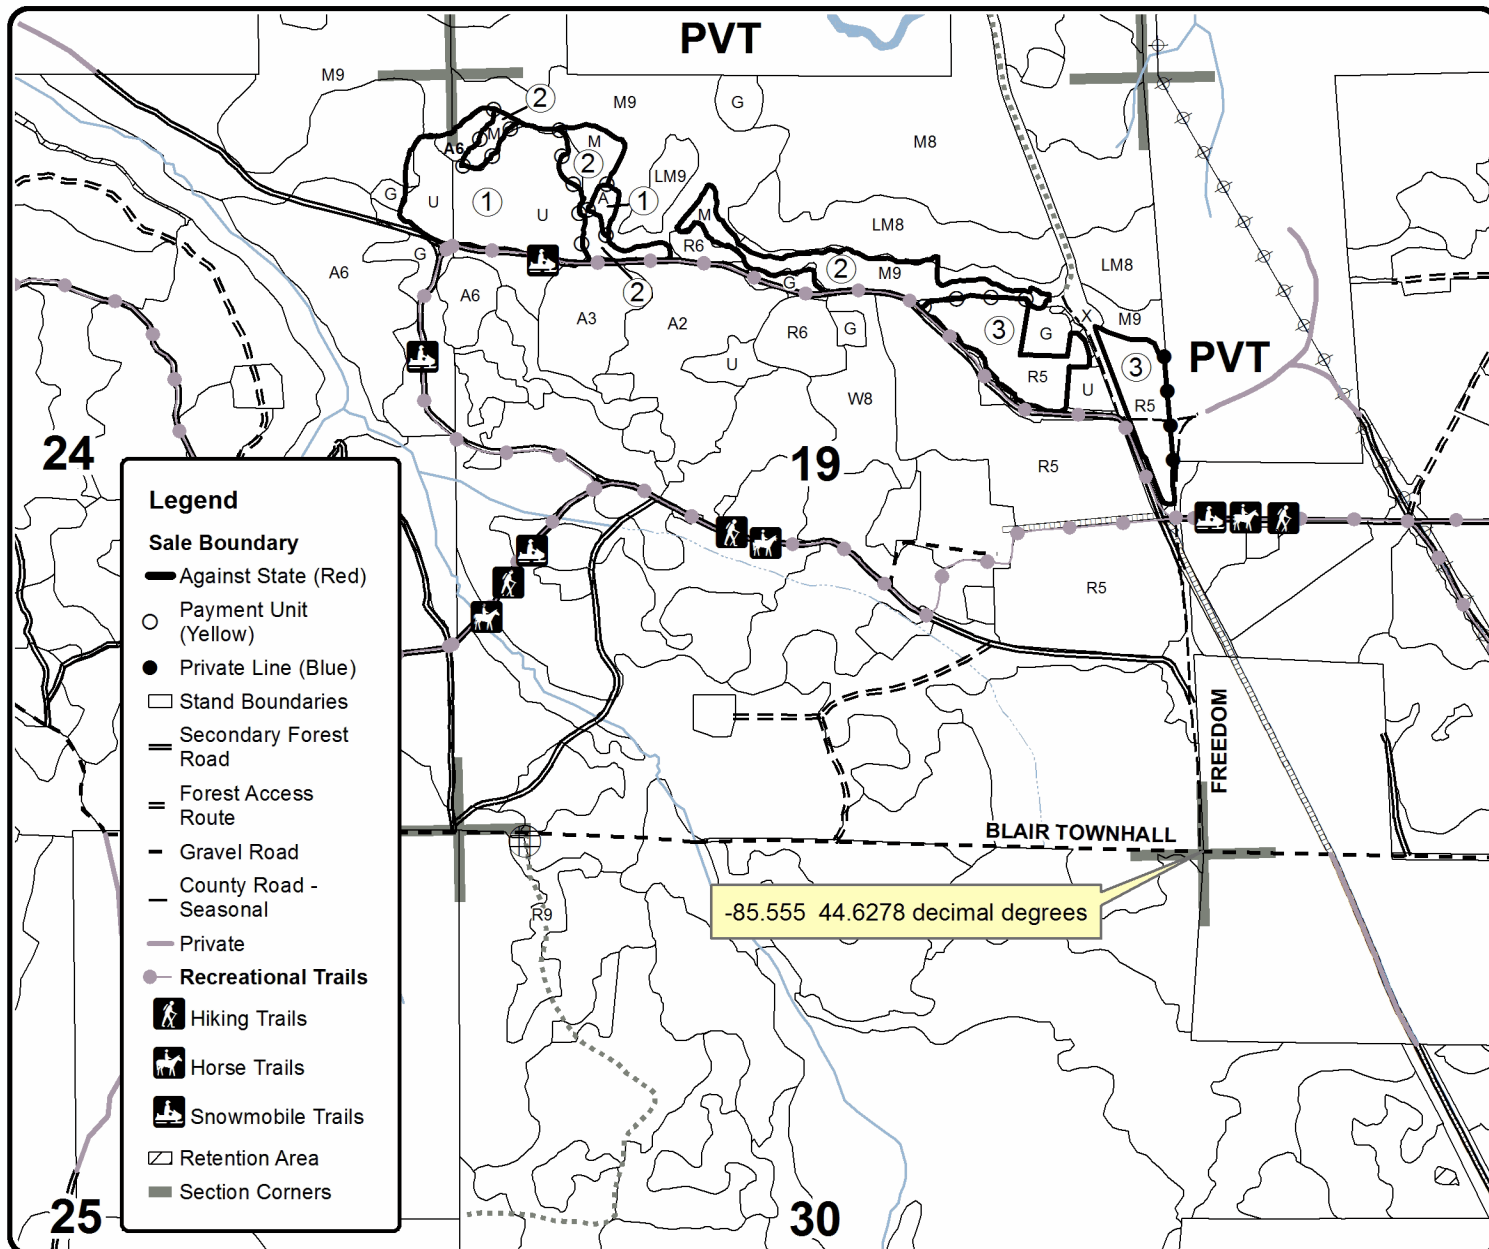 PVT
M9
2
M9
G
M8
M
A6
M
2
LM9
G
U
1
U
A
1
M
LM8
R6
G
A6
A6
2
M9
LM8
G
2
A3
A2
R6
G
3
G
X
M9
3
PVT
U
R5
U
R5
W8
24
19
R5
R5
Legend
Sale Boundary
Against State (Red)
Payment Unit
(Yellow)
Private Line (Blue)
Stand Boundaries
Secondary Forest
Road
Forest Access
Route
Gravel Road
County Road -
Seasonal
Private
Recreational Trails
Hiking Trails
Horse Trails
Snowmobile Trails
Retention Area
Section Corners
FREEDOM
BLAIR TOWNHALL
-85.555 44.6278 decimal degrees
R9
25
30